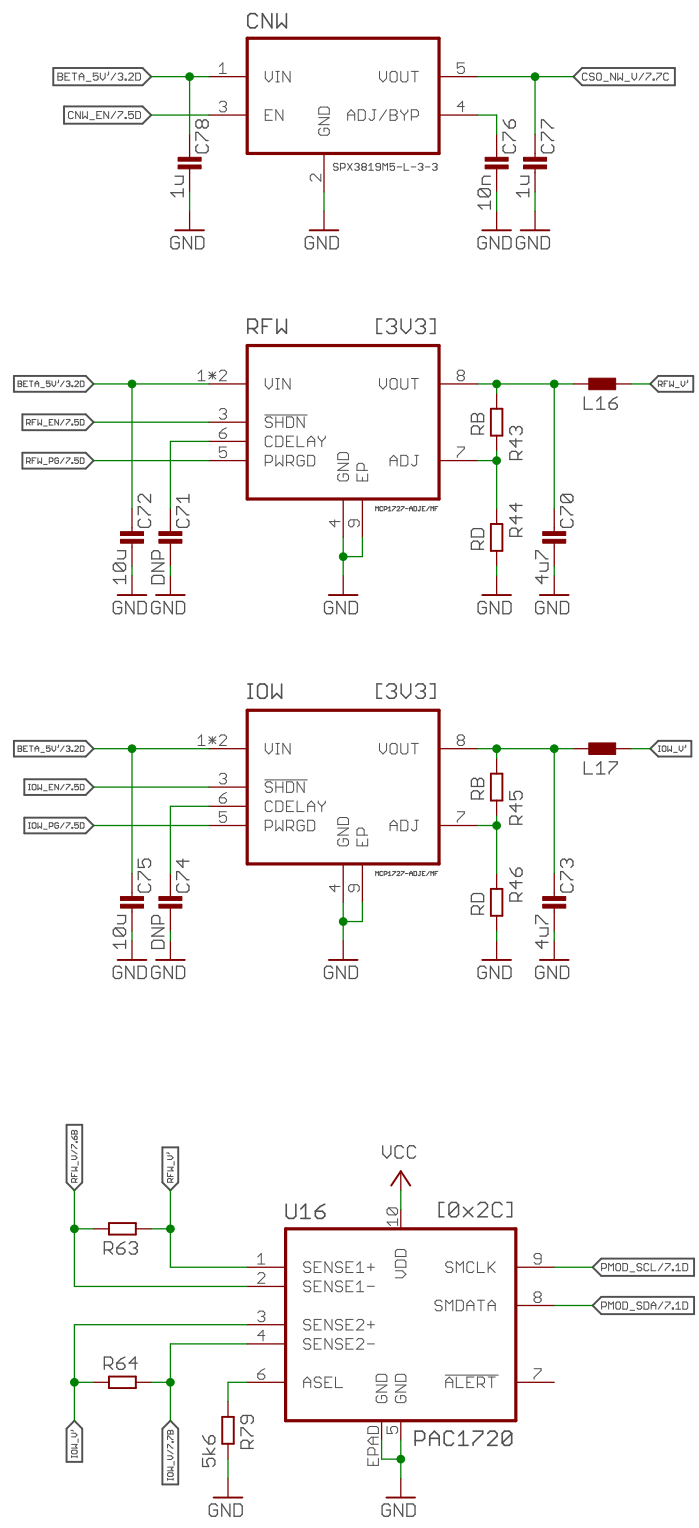 CNW
BETA_5V'/3.2D
1
VIN
VOUT
5
CSO_NW_V/7.7C
CNW_EN/7.5D
3
EN
GND
ADJ/BYP
4
C78
1u
2
SPX3819M5-L-3-3
C76
10n
C77
1u
GND
GND
GND
GND
RFW
[3V3]
BETA_5V'/3.2D
1*2
VIN
VOUT
8
L16
RFW_V'
RFW_EN/7.5D
3
SHDN
6
CDELAY
RFW_PG/7.5D
5
PWRGD
GND
EP
ADJ
7
RB
R43
MCP1727-ADJE/MF
4
9
C72
10u
C71
DNP
RD
R44
C70
4u7
GND
GND
GND
GND
GND
IOW
[3V3]
BETA_5V'/3.2D
1*2
VIN
VOUT
8
L17
IOW_V'
IOW_EN/7.5D
3
SHDN
6
CDELAY
IOW_PG/7.5D
5
PWRGD
GND
EP
ADJ
7
RB
R45
MCP1727-ADJE/MF
4
9
C75
10u
C74
DNP
RD
R46
C73
4u7
GND
GND
GND
GND
GND
RFW_V/7.6B
RFW_V'
VCC
U16
10
[0x2C]
R63
1
SENSE1+
VDD
SMCLK
9
PMOD_SCL/7.1D
2
SENSE1-
3
SENSE2+
SMDATA
8
PMOD_SDA/7.1D
4
SENSE2-
R64
6
ASEL
GND
GND
ALERT
7
IOW_V'
IOW_V/7.7B
5k6
R79
EPAD
5
PAC1720
GND
GND